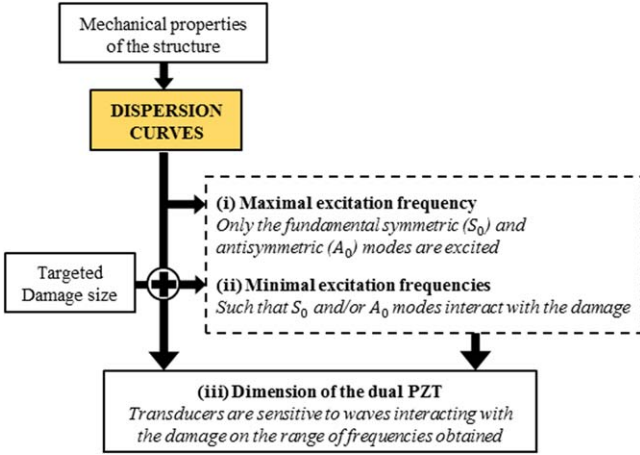 Mechanical properties
of the structure
DISPERSION
CURVES
(i) Maximal excitation frequency
Only the fundamental symmetric (S₀) and
antisymmetric (A₀) modes are excited
Targeted
Damage size
(ii) Minimal excitation frequencies
Such that S₀ and/or A₀ modes interact with the damage
(iii) Dimension of the dual PZT
Transducers are sensitive to waves interacting with
the damage on the range of frequencies obtained